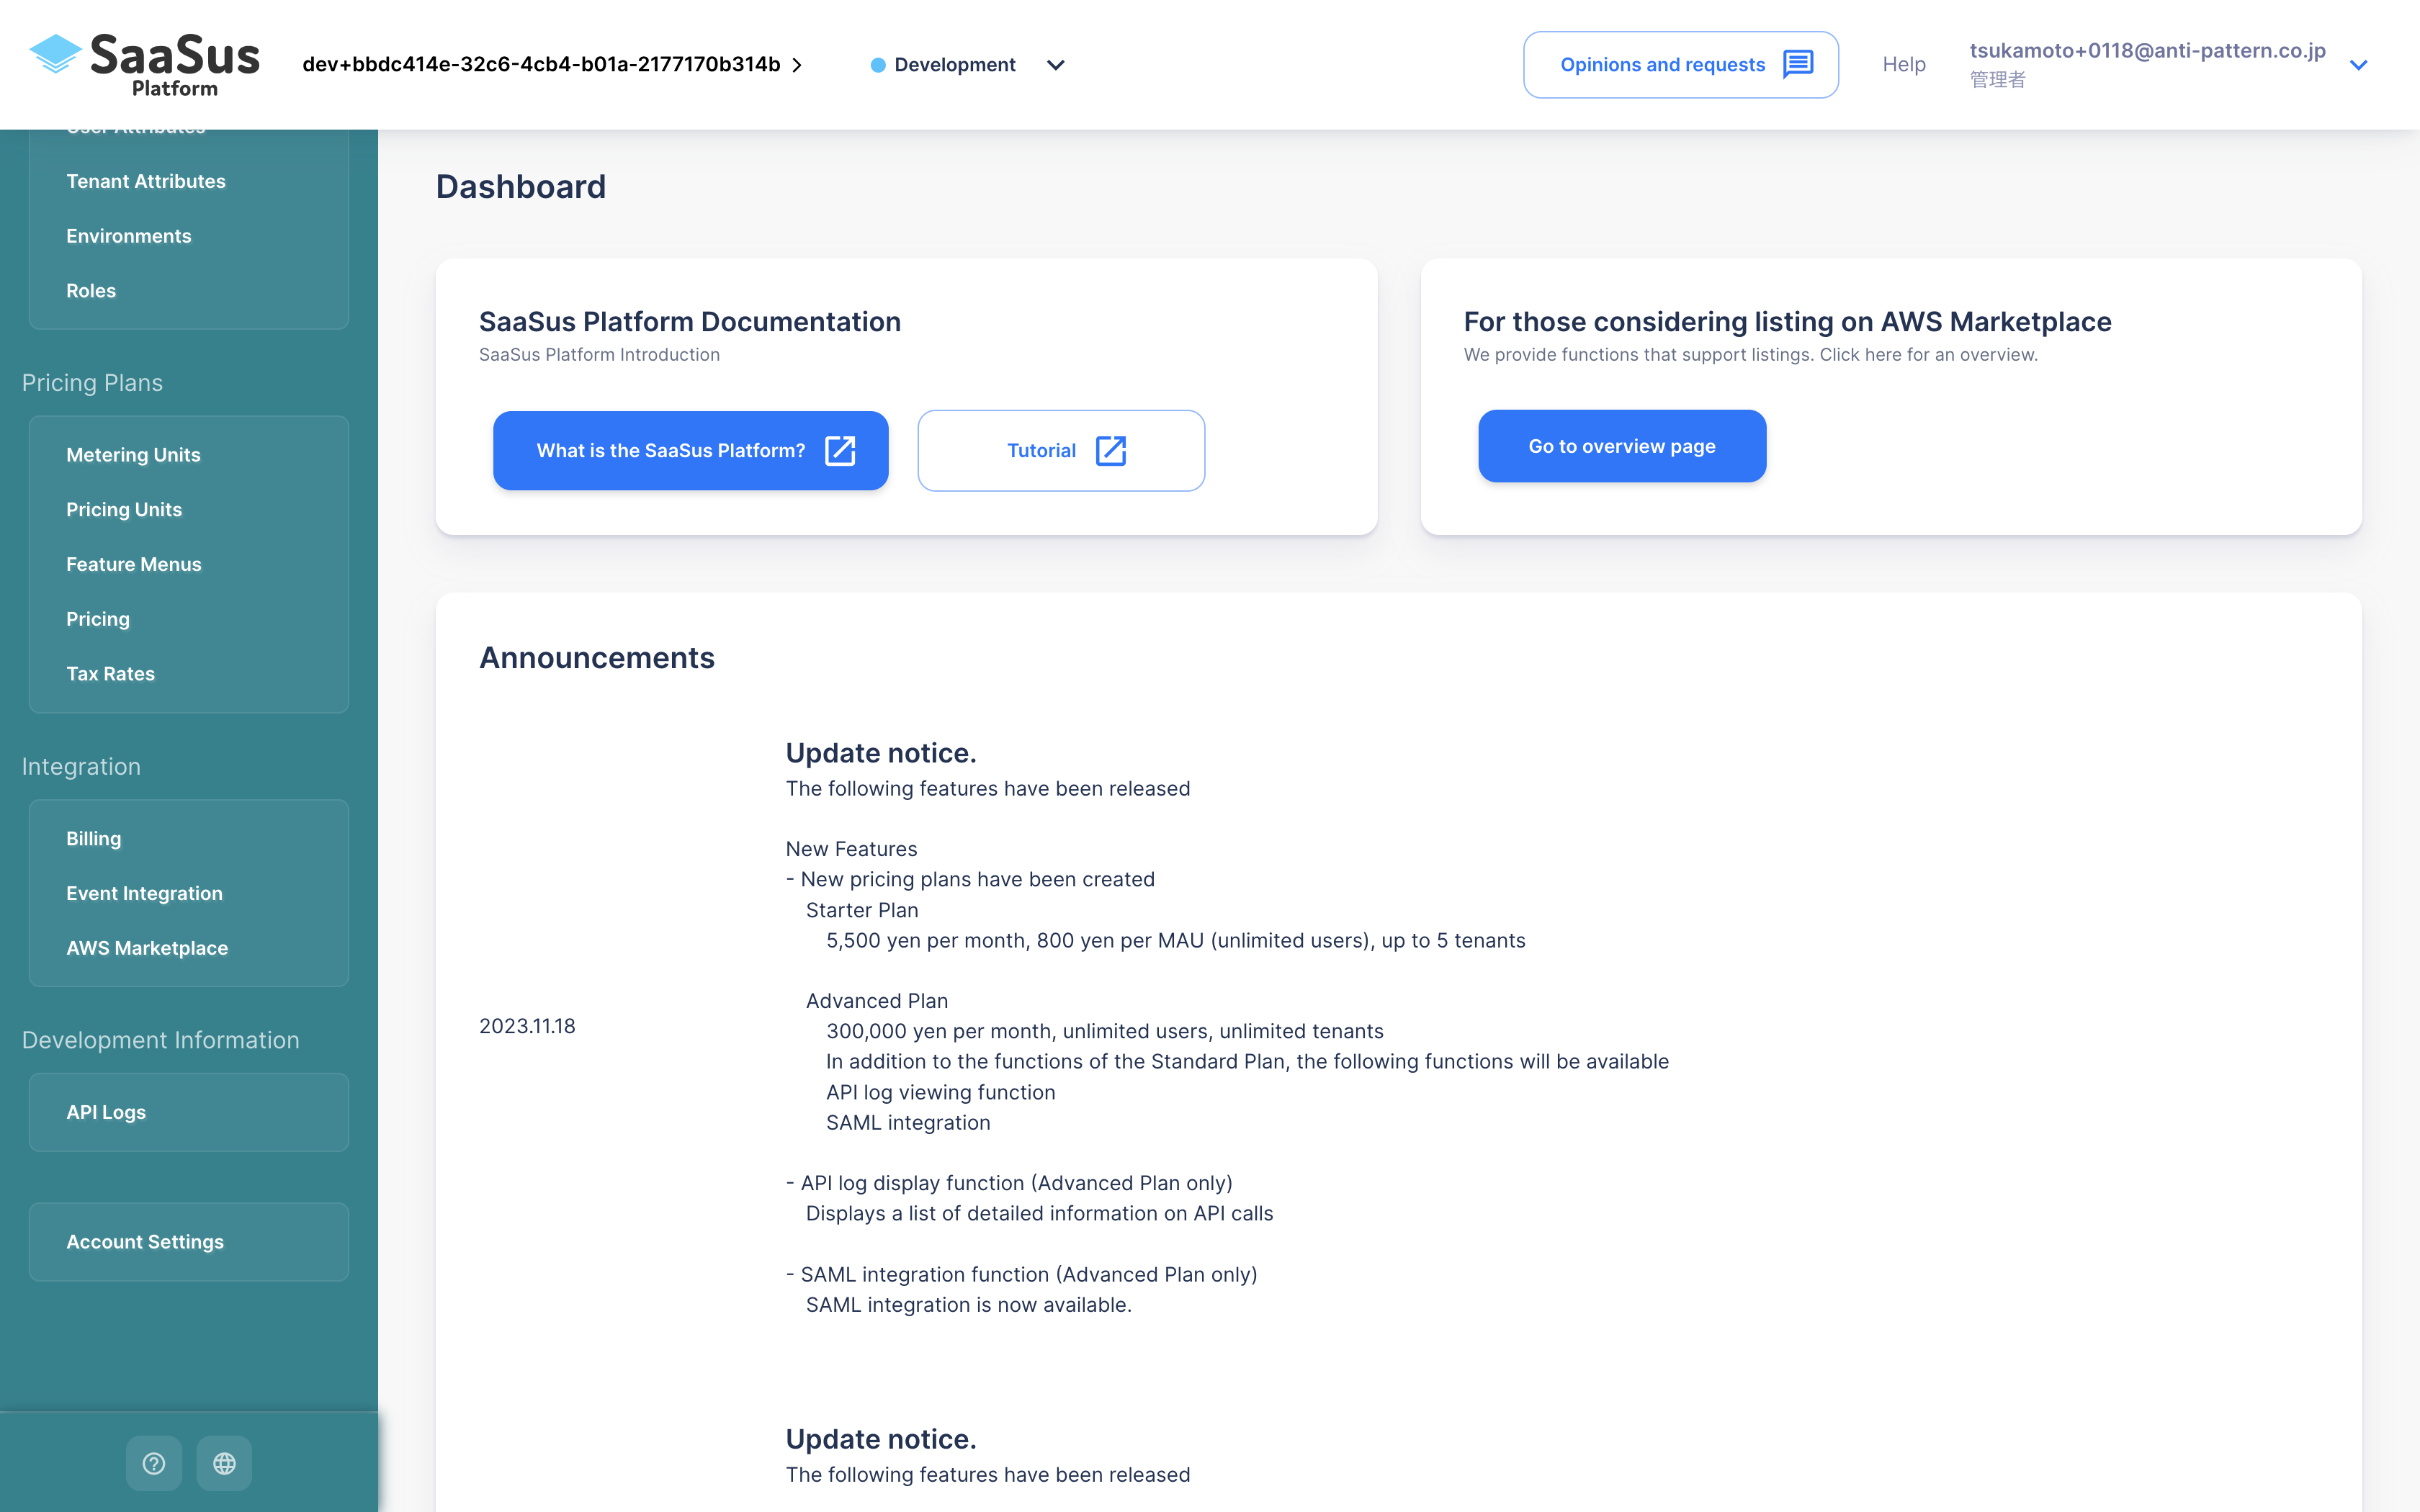 SaaSus
Platform
dev+bbdc414e-32c6-4cb4-b01a-2177170b314b
Development
Opinions and requests
Help
tsukamoto+0118@anti-pattern.co.jp
管理者
User Attributes
Tenant Attributes
Environments
Roles
Pricing Plans
Metering Units
Pricing Units
Feature Menus
Pricing
Tax Rates
Integration
Billing
Event Integration
AWS Marketplace
Development Information
API Logs
Account Settings
Dashboard
SaaSus Platform Documentation
SaaSus Platform Introduction
What is the SaaSus Platform?
Tutorial
For those considering listing on AWS Marketplace
We provide functions that support listings. Click here for an overview.
Go to overview page
Announcements
2023.11.18
Update notice.
The following features have been released
New Features
- New pricing plans have been created
Starter Plan
5,500 yen per month, 800 yen per MAU (unlimited users), up to 5 tenants
Advanced Plan
300,000 yen per month, unlimited users, unlimited tenants
In addition to the functions of the Standard Plan, the following functions will be available
API log viewing function
SAML integration
- API log display function (Advanced Plan only)
Displays a list of detailed information on API calls
- SAML integration function (Advanced Plan only)
SAML integration is now available.
Update notice.
The following features have been released